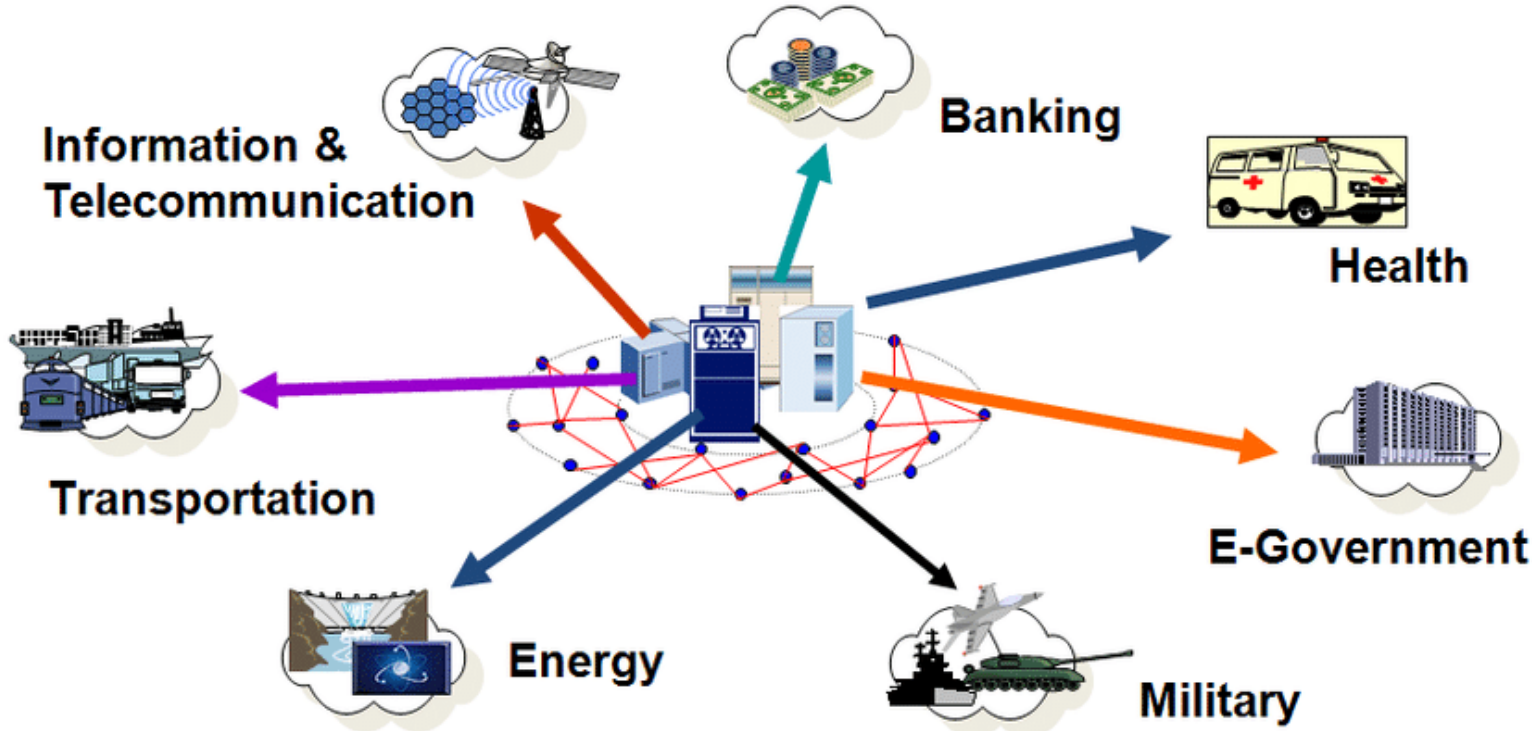 Information &
Telecommunication
Banking
Health
Transportation
E-Government
Energy
Military